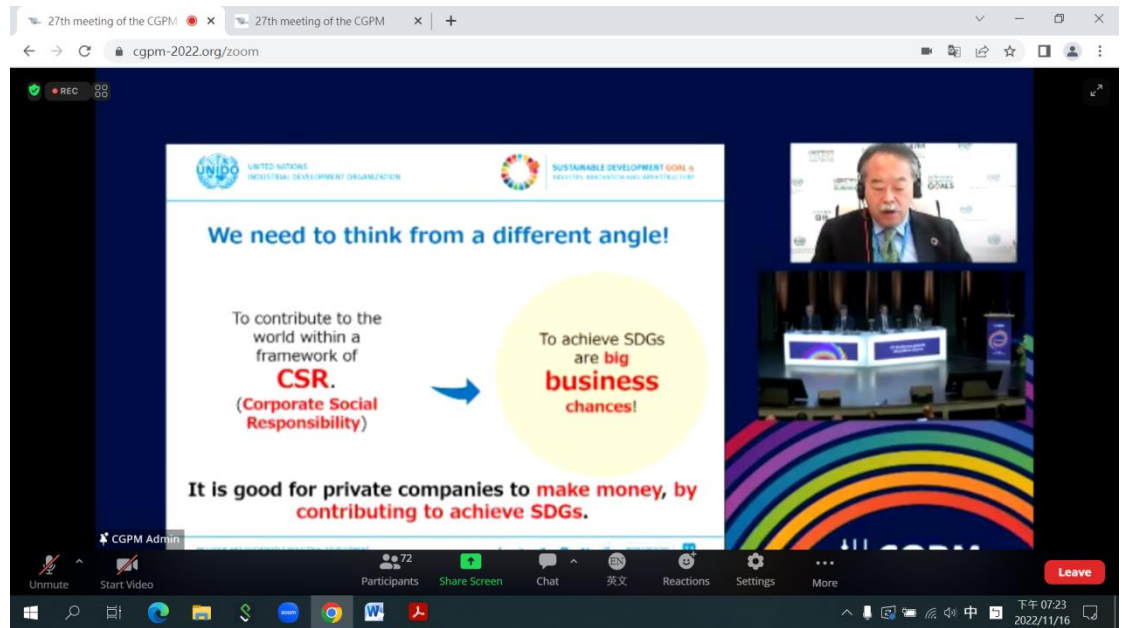 27th meeting of the CGPM
27th meeting of the CGPM
cgpm-2022.org/zoom
REC
UNIDO
UNITED NATIONS
INDUSTRIAL DEVELOPMENT ORGANIZATION
SUSTAINABLE DEVELOPMENT GOAL 9
INDUSTRY, INNOVATION AND INFRASTRUCTURE
We need to think from a different angle!
To contribute to the
world within a
framework of
CSR.
(Corporate Social
Responsibility)
To achieve SDGs
are big
business
chances!
It is good for private companies to make money, by
contributing to achieve SDGs.
GOALS
CGPM Admin
72
EN
Unmute
Start Video
Participants
Share Screen
Chat
英文
Reactions
Settings
More
Leave
zoom
W
中
下午 07:23
2022/11/16